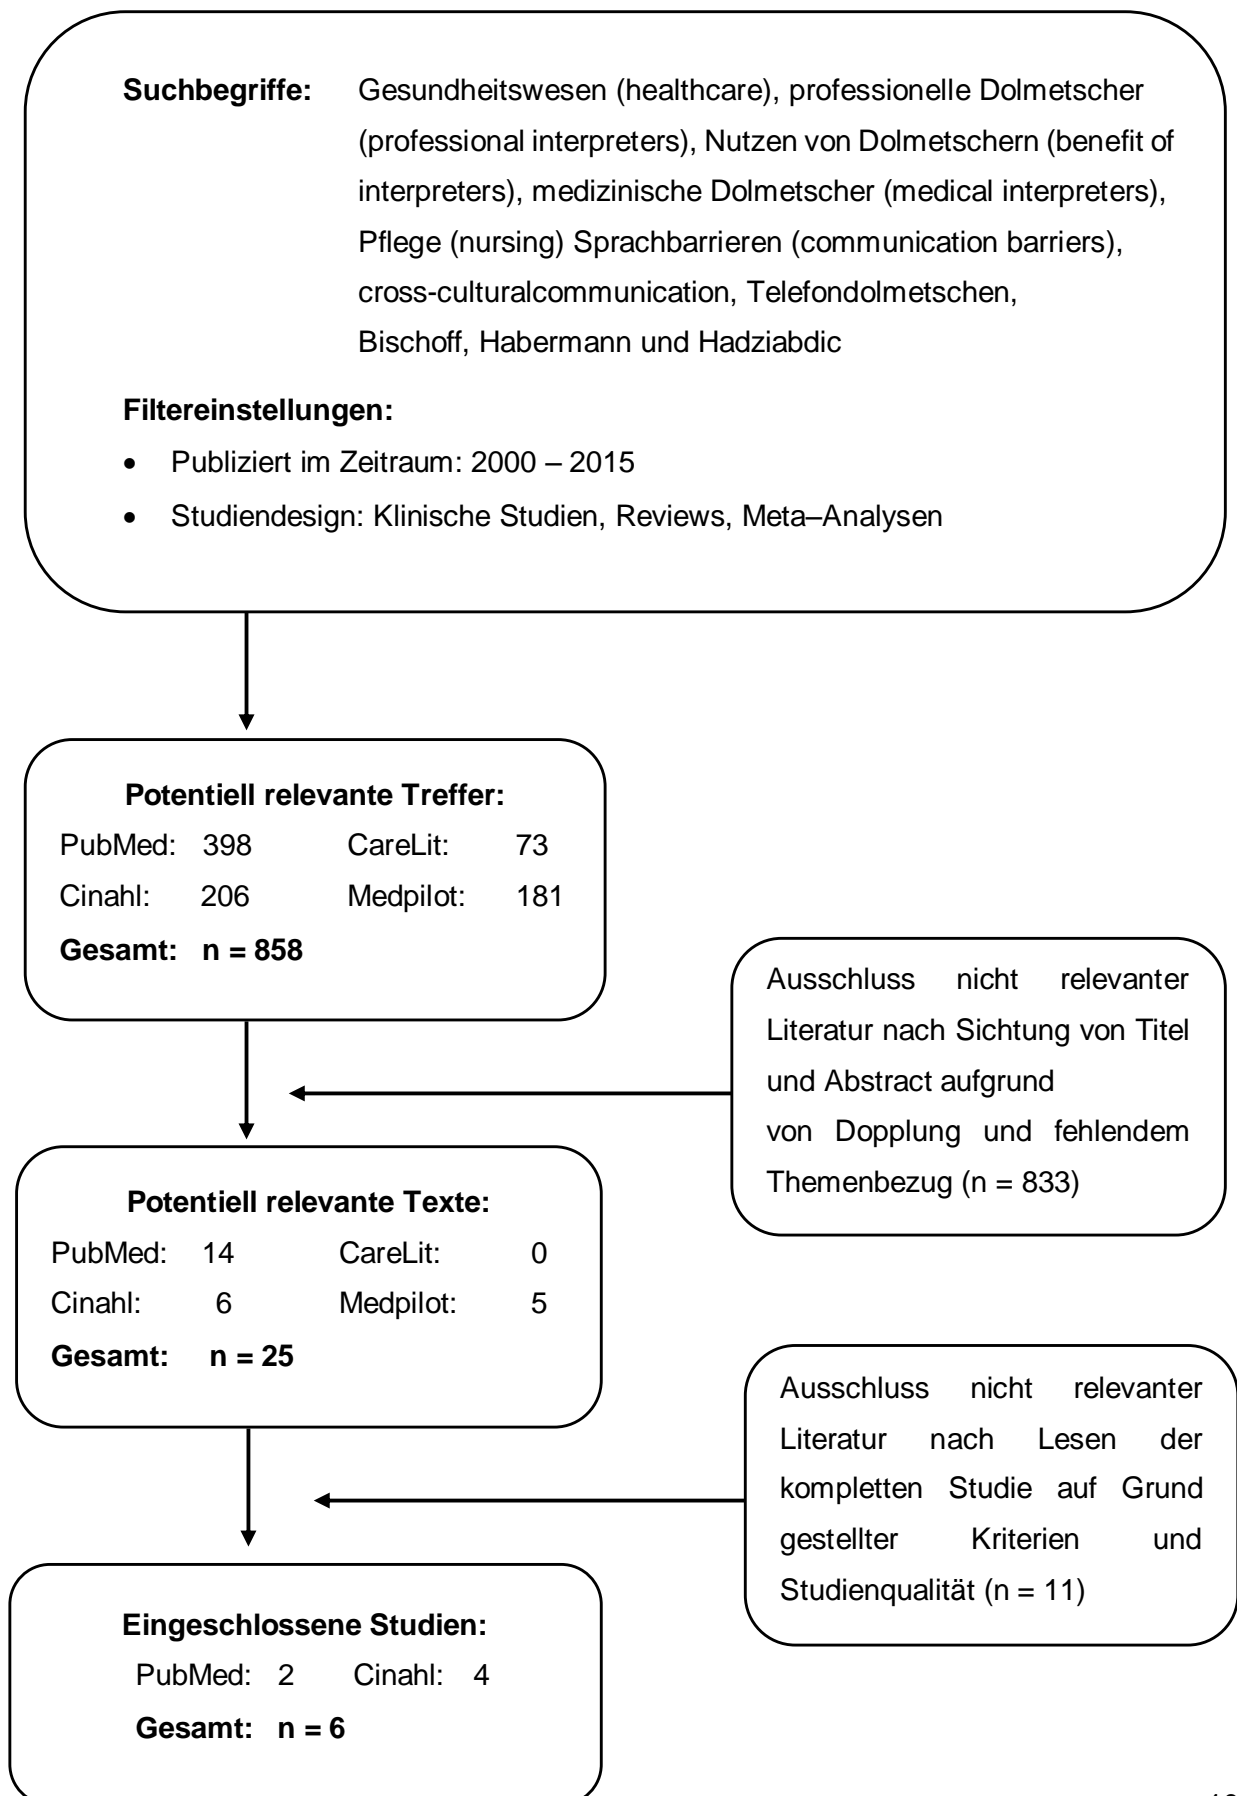 Suchbegriffe: Gesundheitswesen (healthcare), professionelle Dolmetscher
(professional interpreters), Nutzen von Dolmetschern (benefit of
interpreters), medizinische Dolmetscher (medical interpreters),
Pflege (nursing) Sprachbarrieren (communication barriers),
cross-culturalcommunication, Telefondolmetschen,
Bischoff, Habermann und Hadziabdic
Filtereinstellungen:
• Publiziert im Zeitraum: 2000 – 2015
• Studiendesign: Klinische Studien, Reviews, Meta–Analysen
Potentiell relevante Treffer:
PubMed: 398 CareLit: 73
Cinahl: 206 Medpilot: 181
Gesamt: n = 858
Ausschluss nicht relevanter
Literatur nach Sichtung von Titel
und Abstract aufgrund
von Dopplung und fehlendem
Themenbezug (n = 833)
Potentiell relevante Texte:
PubMed: 14 CareLit: 0
Cinahl: 6 Medpilot: 5
Gesamt: n = 25
Ausschluss nicht relevanter
Literatur nach Lesen der
kompletten Studie auf Grund
gestellter Kriterien und
Studienqualität (n = 11)
Eingeschlossene Studien:
PubMed: 2 Cinahl: 4
Gesamt: n = 6